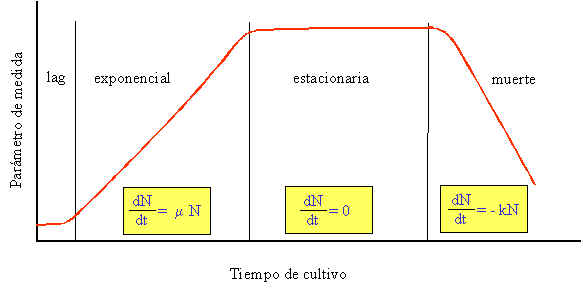 Parámetro de medida
lag
exponencial
estacionaria
muerte
dN/dt = μ N
dN/dt = 0
dN/dt = - kN
Tiempo de cultivo